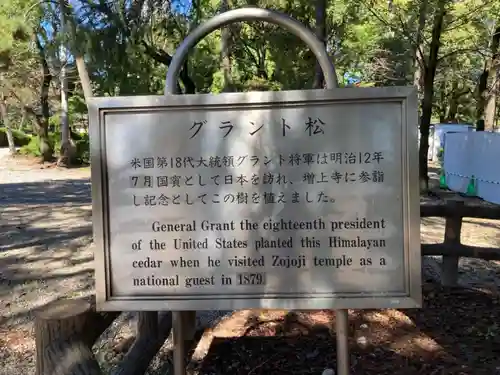 グラント松
米国第18代大統領グラント将軍は明治12年
7月国賓として日本を訪れ、増上寺に参詣
し記念としてこの樹を植えました。
General Grant the eighteenth president
of the United States planted this Himalayan
cedar when he visited Zojoji temple as a
national guest in 1879.